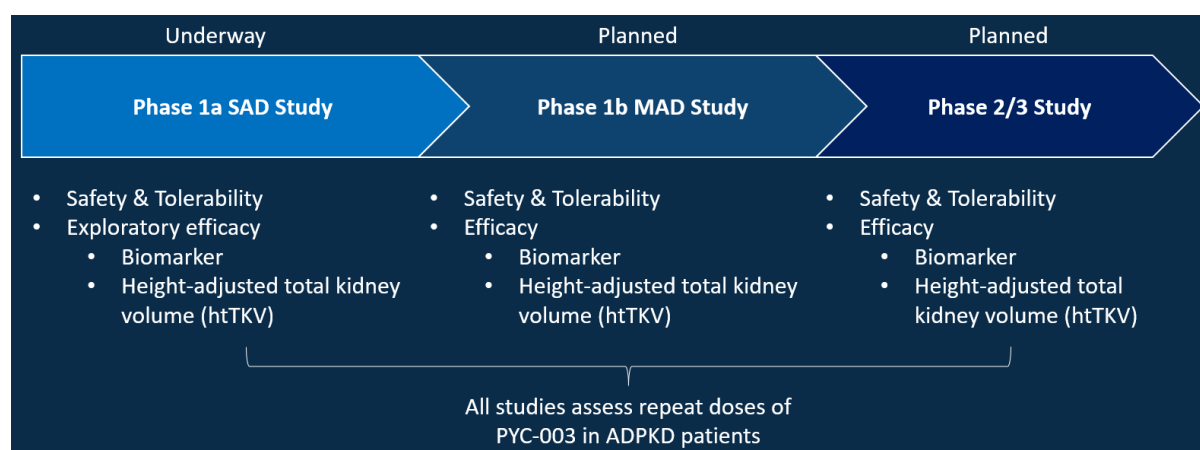 Underway
Planned
Planned
Phase 1a SAD Study
Phase 1b MAD Study
Phase 2/3 Study
• Safety & Tolerability
• Exploratory efficacy
• Biomarker
• Height-adjusted total kidney
volume (htTKV)
• Safety & Tolerability
• Efficacy
• Biomarker
• Height-adjusted total kidney
volume (htTKV)
• Safety & Tolerability
• Efficacy
• Biomarker
• Height-adjusted total
kidney volume (htTKV)
All studies assess repeat doses of
PYC-003 in ADPKD patients